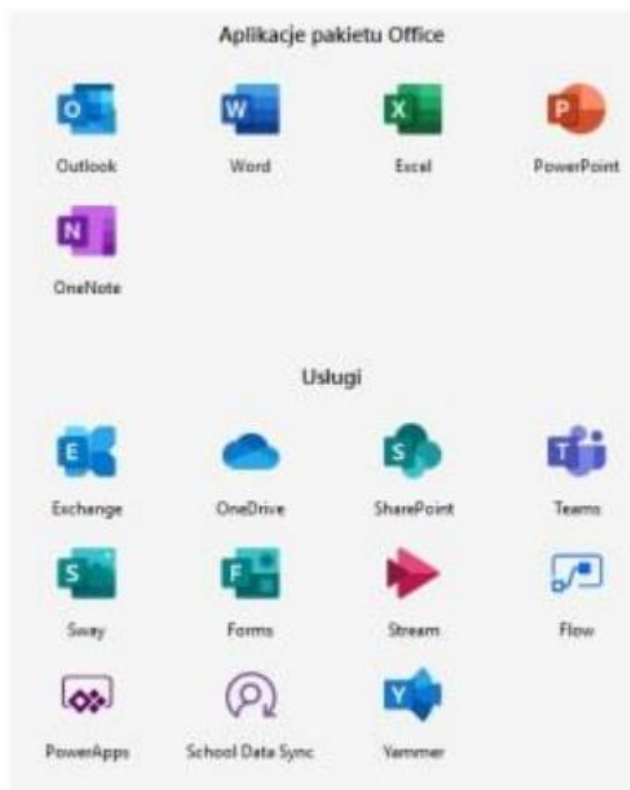 Aplikacje pakietu Office
O W X P
Outlook Word Excel PowerPoint
N
OneNote
Usługi
E S T
Exchange OneDrive SharePoint Teams
S F
Sway Forms Stream Flow
Y
PowerApps School Data Sync Yammer